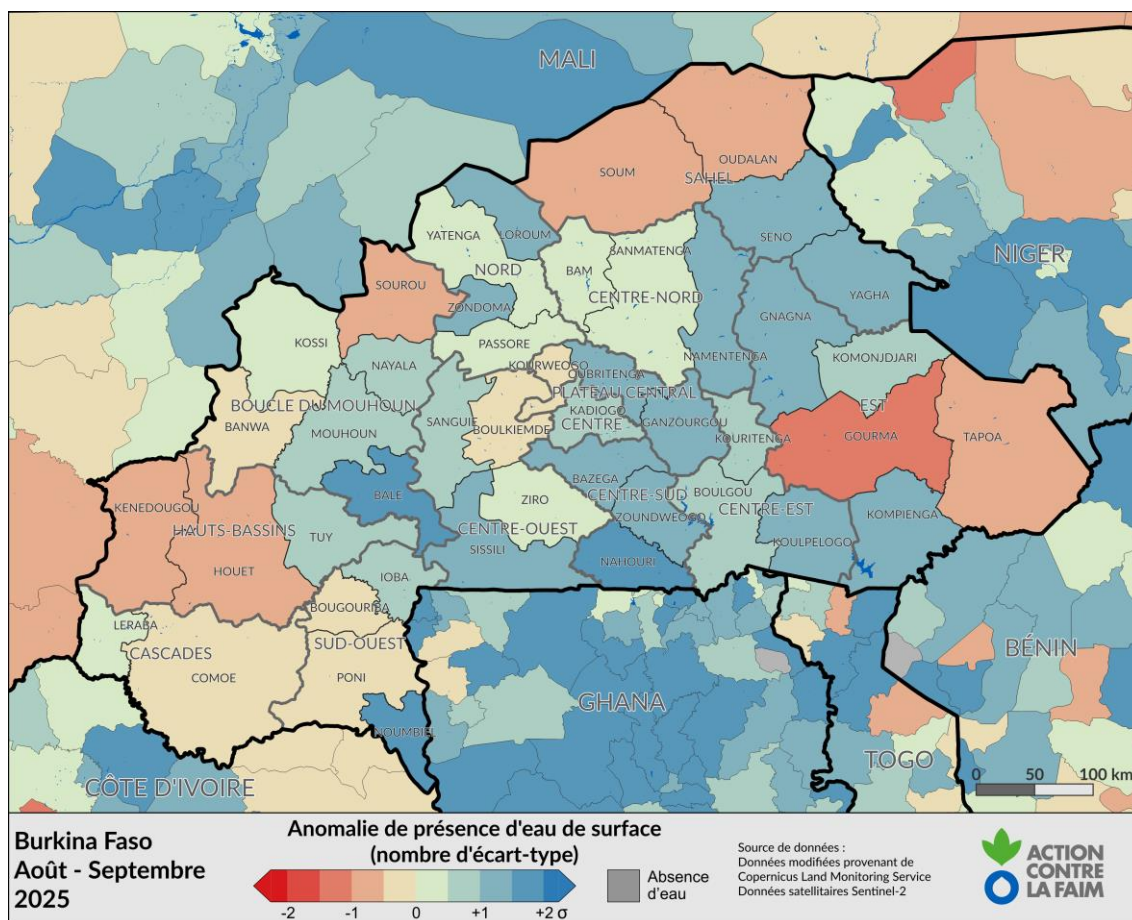 MALI
OUDALAN
SOUM
SAHEL
YATENGA
LOROUM
SANMATENGA
SENO
NIGER
NORD
BAM
SOUROU
ZONDOMA
CENTRE-NORD
YAGHA
GNAGNA
KOSSI
PASSORE
NAMENTENGA
KOMONDJARI
NAYALA
KOURWEOGO
OUBRITENGA
PLATEAU CENTRAL
EST
BOUCLE DU MOUHOUN
BANWA
MOUHOUN
SANGUIE
BOULKIEMDE
KADIOGO
CENTRE
GANZOURGOU
KOURITENGA
GOURMA
TAPOA
BALE
BAZEGA
KENEDOUGOU
ZIRO
CENTRE-SUD
BOULGOU
CENTRE-EST
KOMPIENGA
HAUTS-BASSINS
TUY
CENTRE-OUEST
ZOUNDWEOGO
SISSILI
KOULPELOGO
HOUET
IOBA
NAHOURI
BOUGOURIBA
LERABA
CASCADES
SUD-OUEST
BÉNIN
COMOE
PONI
GHANA
NOUMBIEL
TOGO
CÔTE D'IVOIRE
0 50 100 km
Burkina Faso
Août - Septembre
2025
Anomalie de présence d'eau de surface
(nombre d'écart-type)
-2 -1 0 +1 +2 σ
Absence
d'eau
Source de données :
Données modifiées provenant de
Copernicus Land Monitoring Service
Données satellitaires Sentinel-2
ACTION
CONTRE
LA FAIM